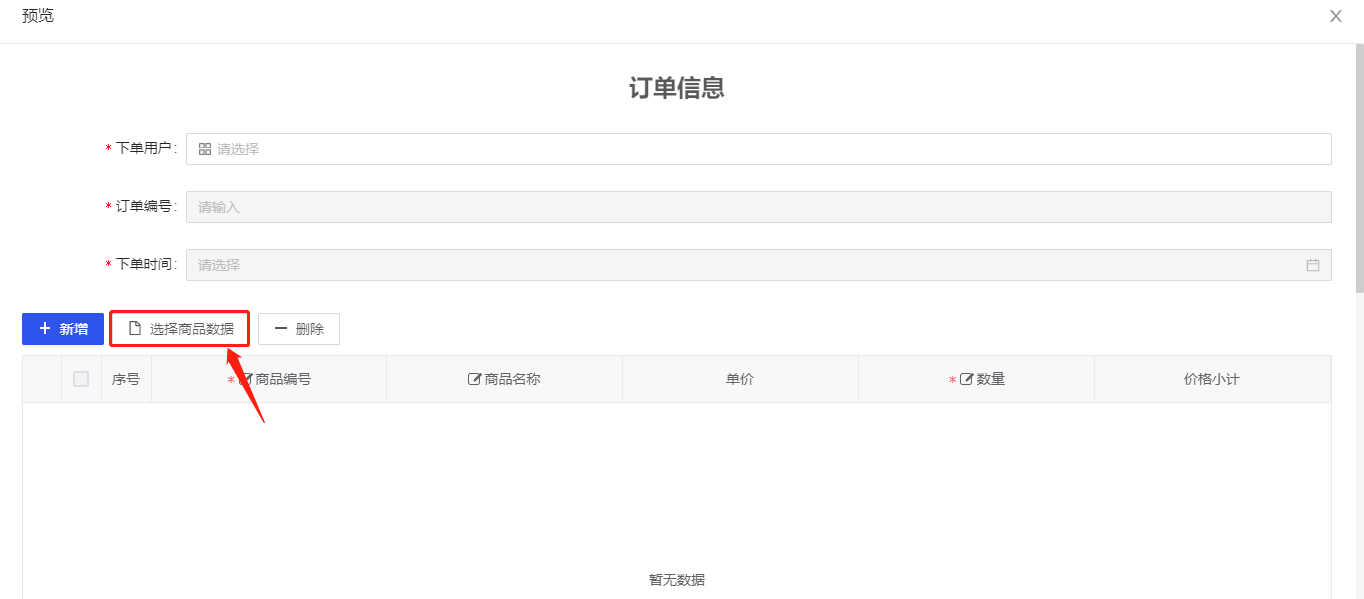 预览
订单信息
* 下单用户: 请选择
* 订单编号: 请输入
* 下单时间: 请选择
+ 新增 选择商品数据 — 删除
序号 * 商品编号 商品名称 单价 * 数量 价格小计
暂无数据